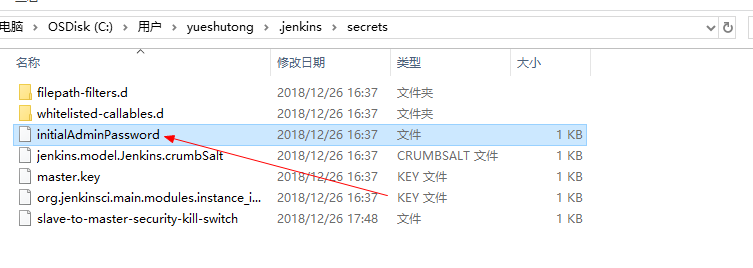 电脑 > OSDisk (C:) > 用户 > yueshutong > .jenkins > secrets
名称 修改日期 类型 大小
filepath-filters.d 2018/12/26 16:37 文件夹
whitelisted-callables.d 2018/12/26 16:37 文件夹
initialAdminPassword 2018/12/26 16:37 文件 1 KB
jenkins.model.Jenkins.crumbSalt 2018/12/26 16:37 CRUMBSALT 文件 1 KB
master.key 2018/12/26 16:37 KEY 文件 1 KB
org.jenkinsci.main.modules.instance_i... 2018/12/26 16:37 KEY 文件 1 KB
slave-to-master-security-kill-switch 2018/12/26 17:48 文件 1 KB